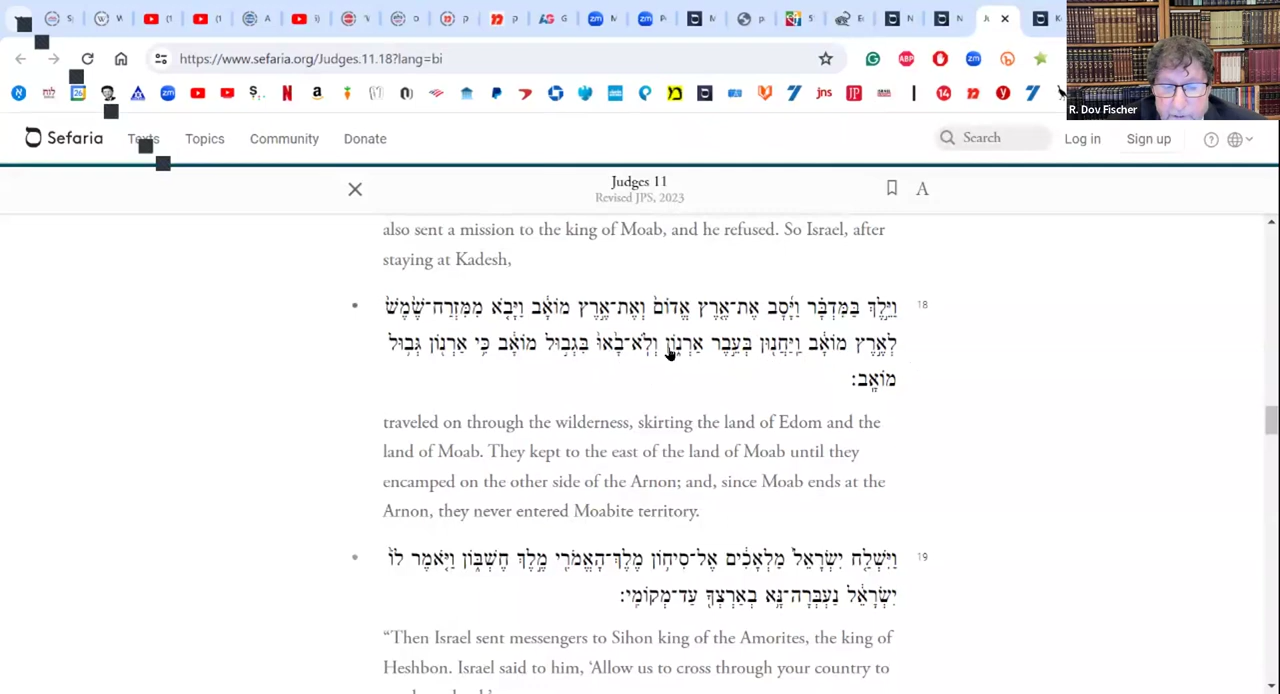 https://www.sefaria.org/Judges.11.18?lang=bi
R. Dov Fischer
Sefaria Texts Topics Community Donate Search Log in Sign up
Judges 11
Revised JPS, 2023
also sent a mission to the king of Moab, and he refused. So Israel, after
staying at Kadesh,
וַיֵּ֣לֶךְ בַּמִּדְבָּ֗ר וַיָּ֜סׇב אֶת־אֶ֤רֶץ אֱדוֹם֙ וְאֶת־אֶ֣רֶץ מוֹאָ֔ב וַיָּבֹ֤א מִמִּזְרַח־שֶׁ֙מֶשׁ֙
18
לְאֶ֣רֶץ מוֹאָ֔ב וַֽיַּחֲנ֖וּן בְּעֵ֣בֶר אַרְנ֑וֹן וְלֹא־בָ֙אוּ֙ בִּגְב֣וּל מוֹאָ֔ב כִּ֥י אַרְנ֖וֹן גְּב֥וּל
מוֹאָֽב׃
traveled on through the wilderness, skirting the land of Edom and the
land of Moab. They kept to the east of the land of Moab until they
encamped on the other side of the Arnon; and, since Moab ends at the
Arnon, they never entered Moabite territory.
וַיִּשְׁלַ֤ח יִשְׂרָאֵל֙ מַלְאָכִ֔ים אֶל־סִיח֥וֹן מֶֽלֶךְ־הָאֱמֹרִ֖י מֶ֣לֶךְ חֶשְׁבּ֑וֹן וַיֹּ֤אמֶר לוֹ֙
19
יִשְׂרָאֵ֔ל נַעְבְּרָה־נָּ֥א בְאַרְצְךָ֖ עַד־מְקוֹמִֽי׃
“Then Israel sent messengers to Sihon king of the Amorites, the king of
Heshbon. Israel said to him, ‘Allow us to cross through your country to